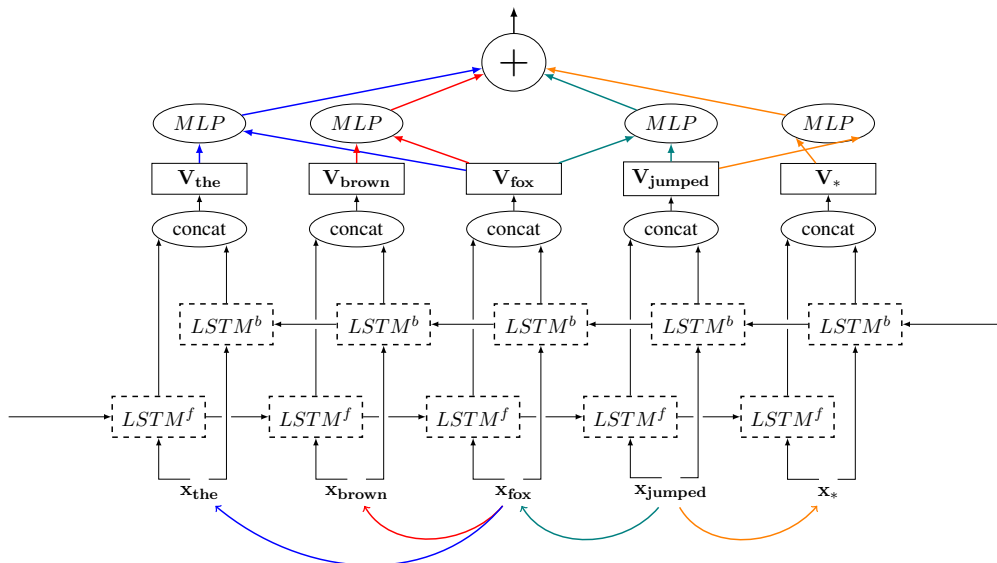 +
MLP MLP MLP MLP
V_the V_brown V_fox V_jumped V_*
concat concat concat concat concat
LSTM^b LSTM^b LSTM^b LSTM^b LSTM^b
LSTM^f LSTM^f LSTM^f LSTM^f LSTM^f
x_the x_brown x_fox x_jumped x_*